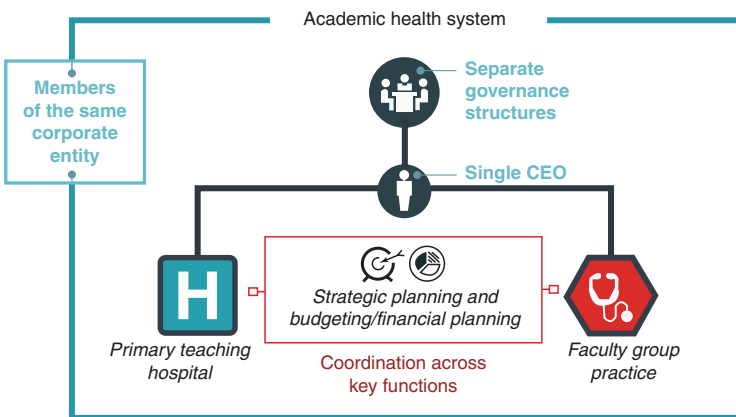 Academic health system
Members
of the same
corporate
entity
Separate
governance
structures
Single CEO
H
Strategic planning and
budgeting/financial planning
Primary teaching
hospital
Coordination across
key functions
Faculty group
practice